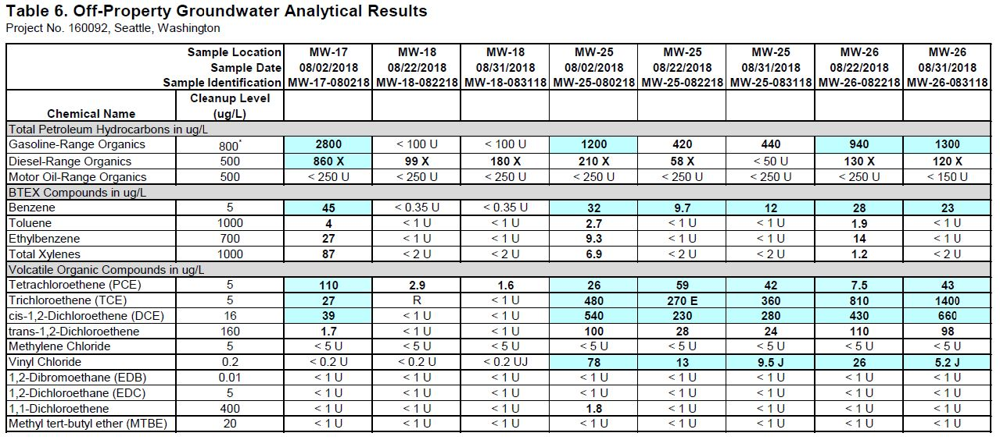 Table 6. Off-Property Groundwater Analytical Results
Project No. 160092, Seattle, Washington
Sample Location MW-17 MW-18 MW-18 MW-25 MW-25 MW-25 MW-26 MW-26
Sample Date 08/02/2018 08/22/2018 08/31/2018 08/02/2018 08/22/2018 08/31/2018 08/22/2018 08/31/2018
Sample Identification MW-17-080218 MW-18-082218 MW-18-083118 MW-25-080218 MW-25-082218 MW-25-083118 MW-26-082218 MW-26-083118
Cleanup Level
Chemical Name (ug/L)
Total Petroleum Hydrocarbons in ug/L
Gasoline-Range Organics 800* 2800 < 100 U < 100 U 1200 420 440 940 1300
Diesel-Range Organics 500 860 X 99 X 180 X 210 X 58 X < 50 U 130 X 120 X
Motor Oil-Range Organics 500 < 250 U < 250 U < 250 U < 250 U < 250 U < 250 U < 250 U < 150 U
BTEX Compounds in ug/L
Benzene 5 45 < 0.35 U < 0.35 U 32 9.7 12 28 23
Toluene 1000 4 < 1 U < 1 U 2.7 < 1 U < 1 U 1.9 < 1 U
Ethylbenzene 700 27 < 1 U < 1 U 9.3 < 1 U < 1 U 14 < 1 U
Total Xylenes 1000 87 < 2 U < 2 U 6.9 < 2 U < 2 U 1.2 < 2 U
Volcatile Organic Compounds in ug/L
Tetrachloroethene (PCE) 5 110 2.9 1.6 26 59 42 7.5 43
Trichloroethene (TCE) 5 27 R < 1 U 480 270 E 360 810 1400
cis-1,2-Dichloroethene (DCE) 16 39 < 1 U < 1 U 540 230 280 430 660
trans-1,2-Dichloroethene 160 1.7 < 1 U < 1 U 100 28 24 110 98
Methylene Chloride 5 < 5 U < 5 U < 5 U < 5 U < 5 U < 5 U < 5 U < 5 U
Vinyl Chloride 0.2 < 0.2 U < 0.2 U < 0.2 UJ 78 13 9.5 J 26 5.2 J
1,2-Dibromoethane (EDB) 0.01 < 1 U < 1 U < 1 U < 1 U < 1 U < 1 U < 1 U < 1 U
1,2-Dichloroethane (EDC) 5 < 1 U < 1 U < 1 U < 1 U < 1 U < 1 U < 1 U < 1 U
1,1-Dichloroethene 400 < 1 U < 1 U < 1 U 1.8 < 1 U < 1 U < 1 U < 1 U
Methyl tert-butyl ether (MTBE) 20 < 1 U < 1 U < 1 U < 1 U < 1 U < 1 U < 1 U < 1 U